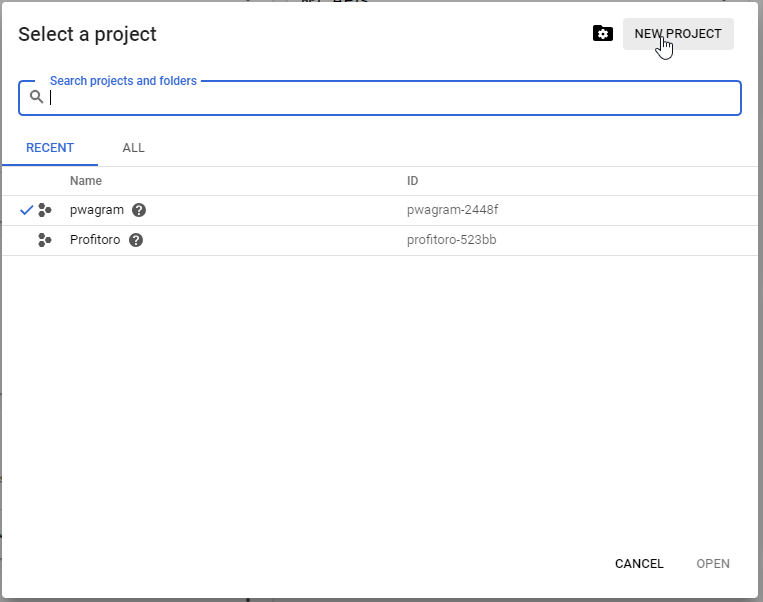 Select a project
NEW PROJECT
Search projects and folders
RECENT
ALL
Name ID
pwagram pwagram-2448f
Profitoro profitoro-523bb
CANCEL
OPEN